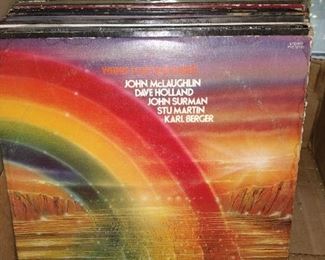 JOHN McLAUGHLIN
DAVE HOLLAND
JOHN SURMAN
STU MARTIN
KARL BERGER